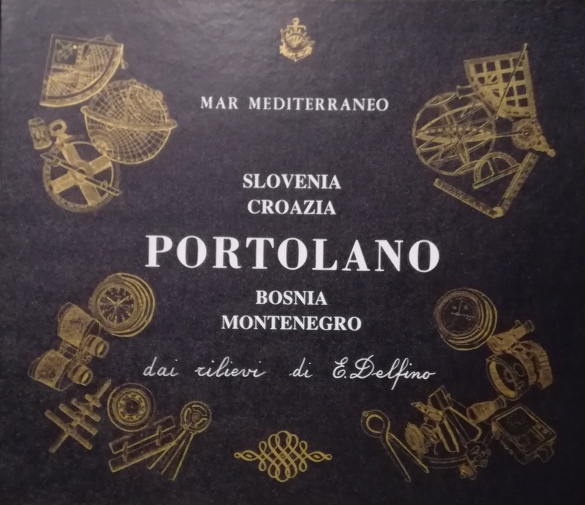 MAR MEDITERRANEO
SLOVENIA
CROAZIA
PORTOLANO
BOSNIA
MONTENEGRO
dai rilievi di E. Delfino